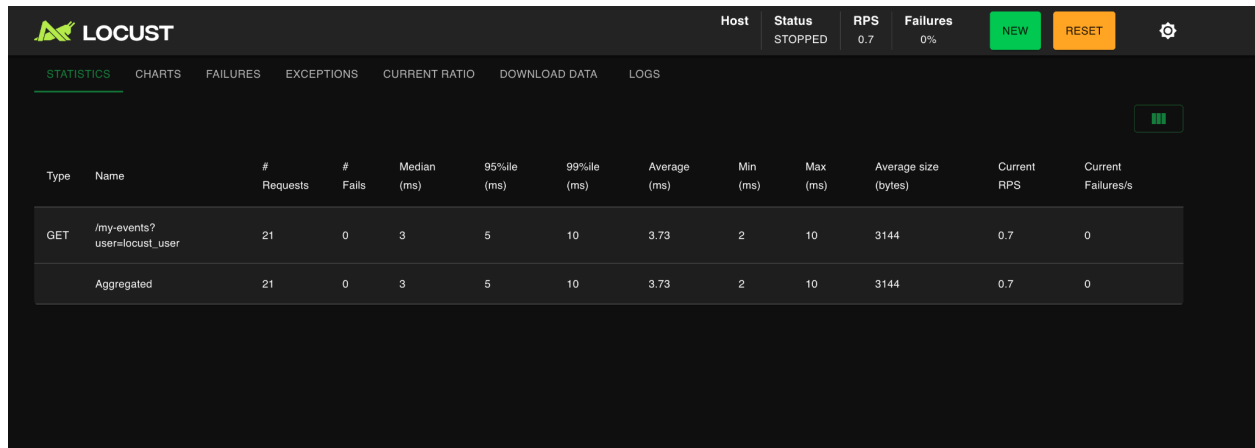 LOCUST
Host Status RPS Failures
STOPPED 0.7 0%
NEW RESET
STATISTICS CHARTS FAILURES EXCEPTIONS CURRENT RATIO DOWNLOAD DATA LOGS
Type Name # Requests # Fails Median (ms) 95%ile (ms) 99%ile (ms) Average (ms) Min (ms) Max (ms) Average size (bytes) Current RPS Current Failures/s
GET /my-events?user=locust_user 21 0 3 5 10 3.73 2 10 3144 0.7 0
Aggregated 21 0 3 5 10 3.73 2 10 3144 0.7 0